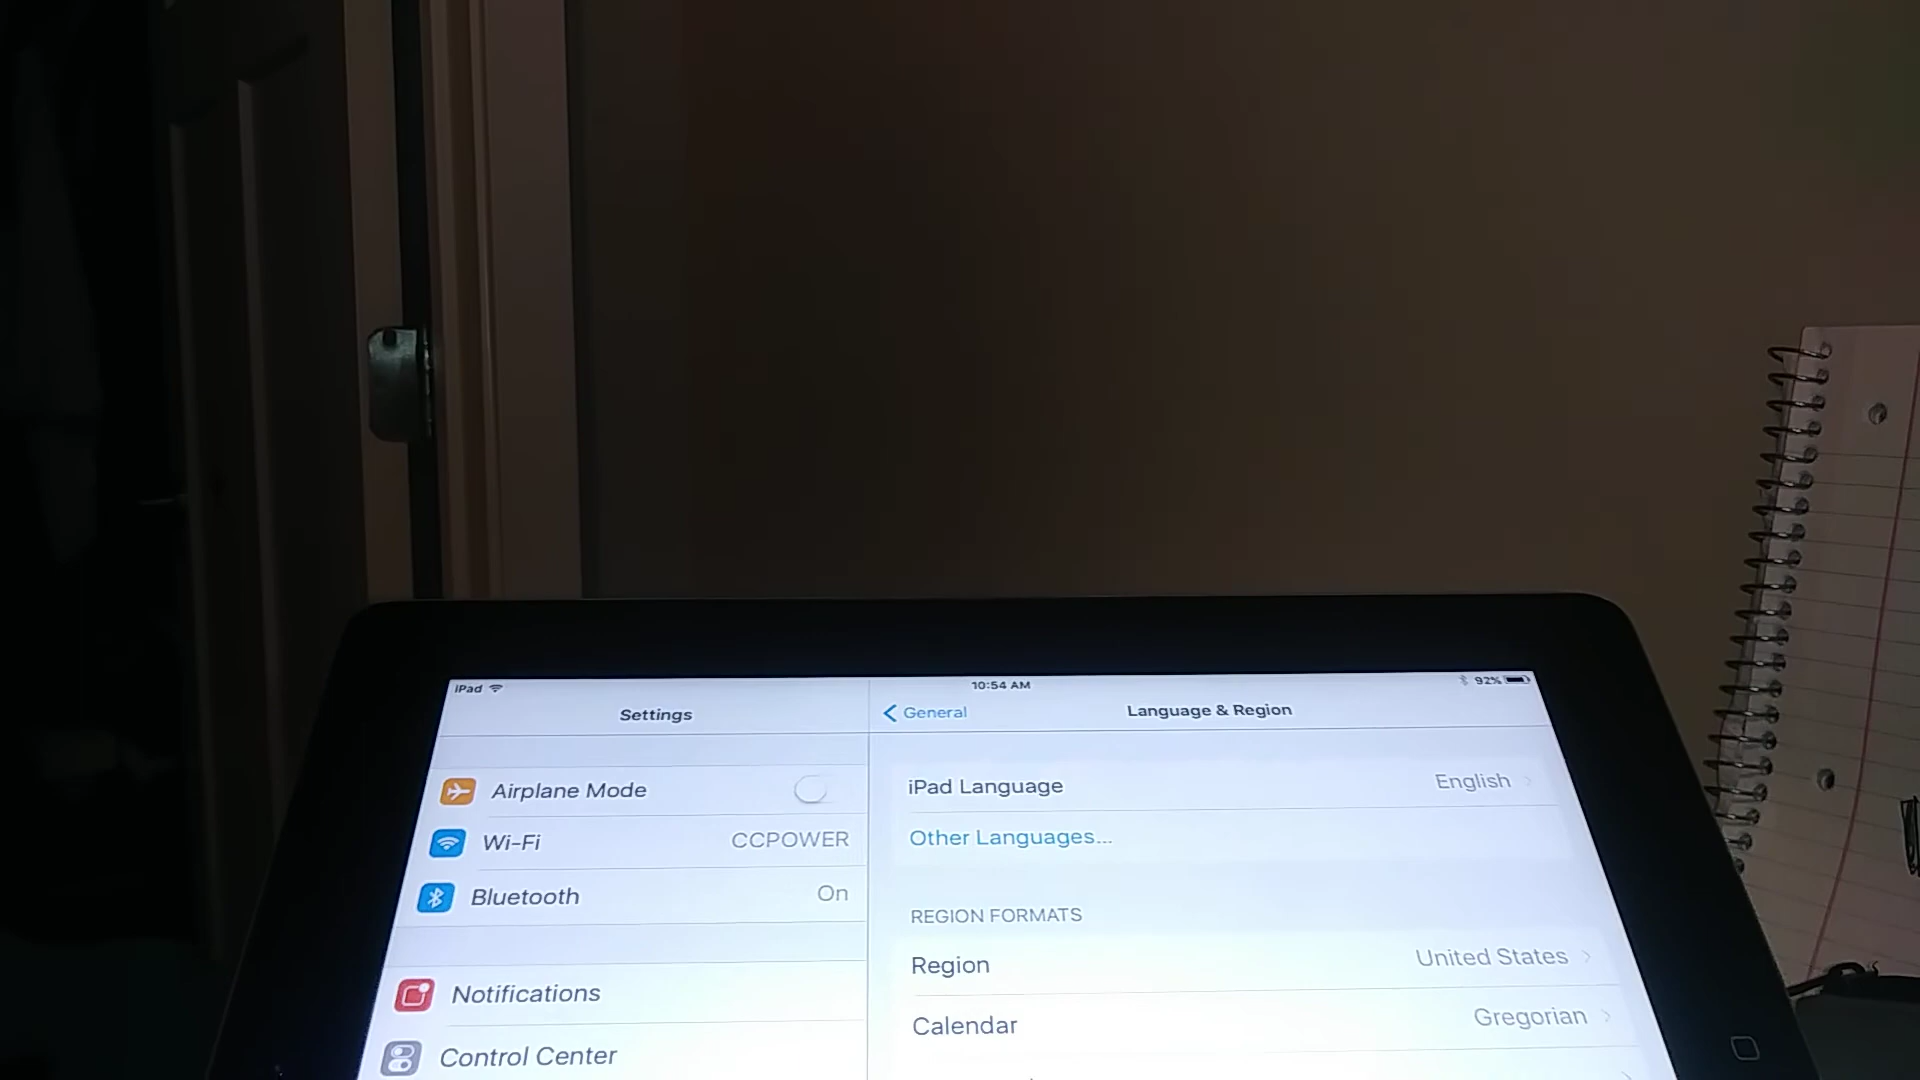 iPad
10:54 AM
92%
Settings
General
Language & Region
Airplane Mode
Wi-Fi
CCPOWER
Bluetooth
On
Notifications
Control Center
iPad Language
English
Other Languages...
REGION FORMATS
Region
United States
Calendar
Gregorian